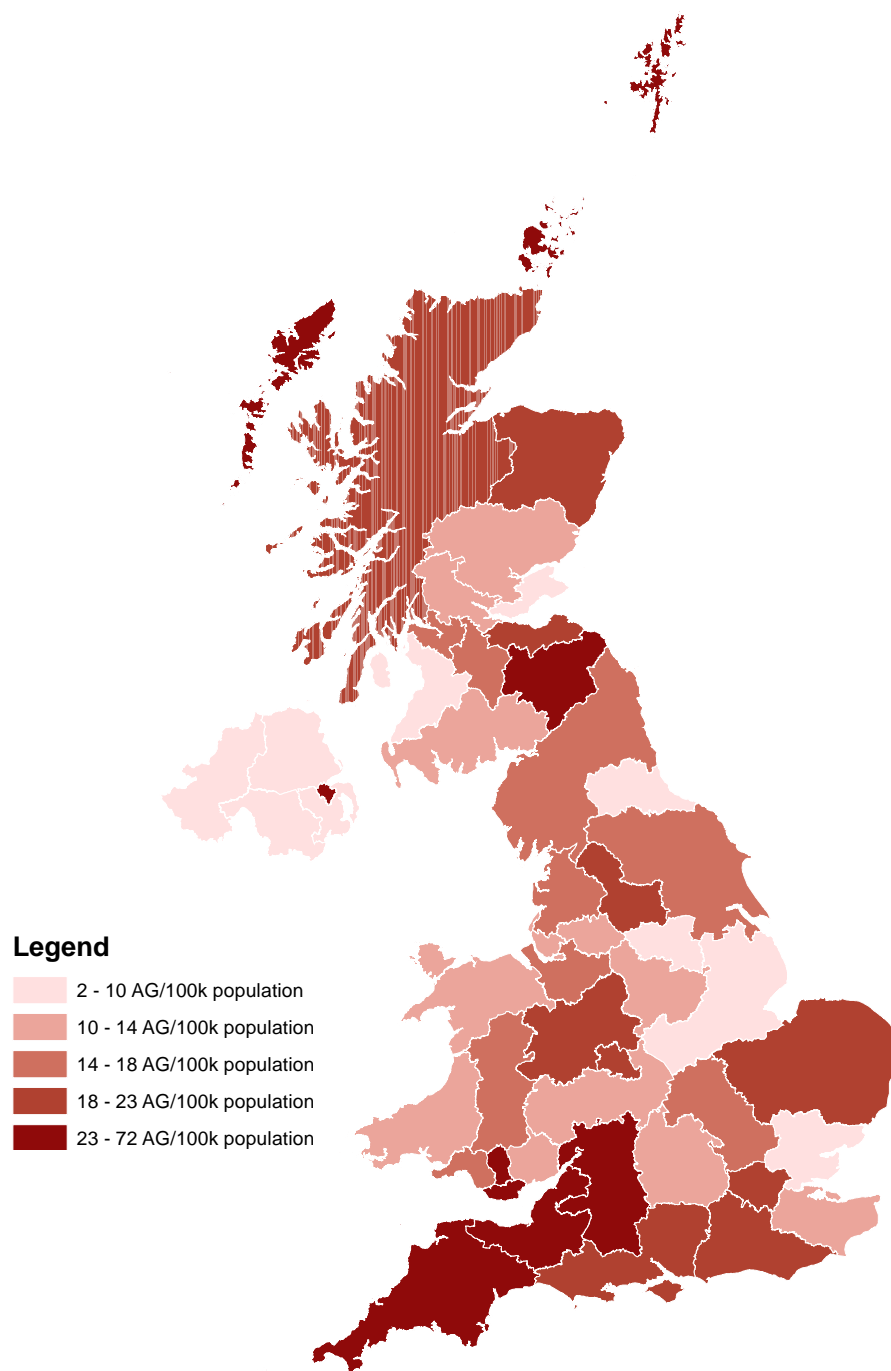 Legend
2 - 10 AG/100k population
10 - 14 AG/100k population
14 - 18 AG/100k population
18 - 23 AG/100k population
23 - 72 AG/100k population